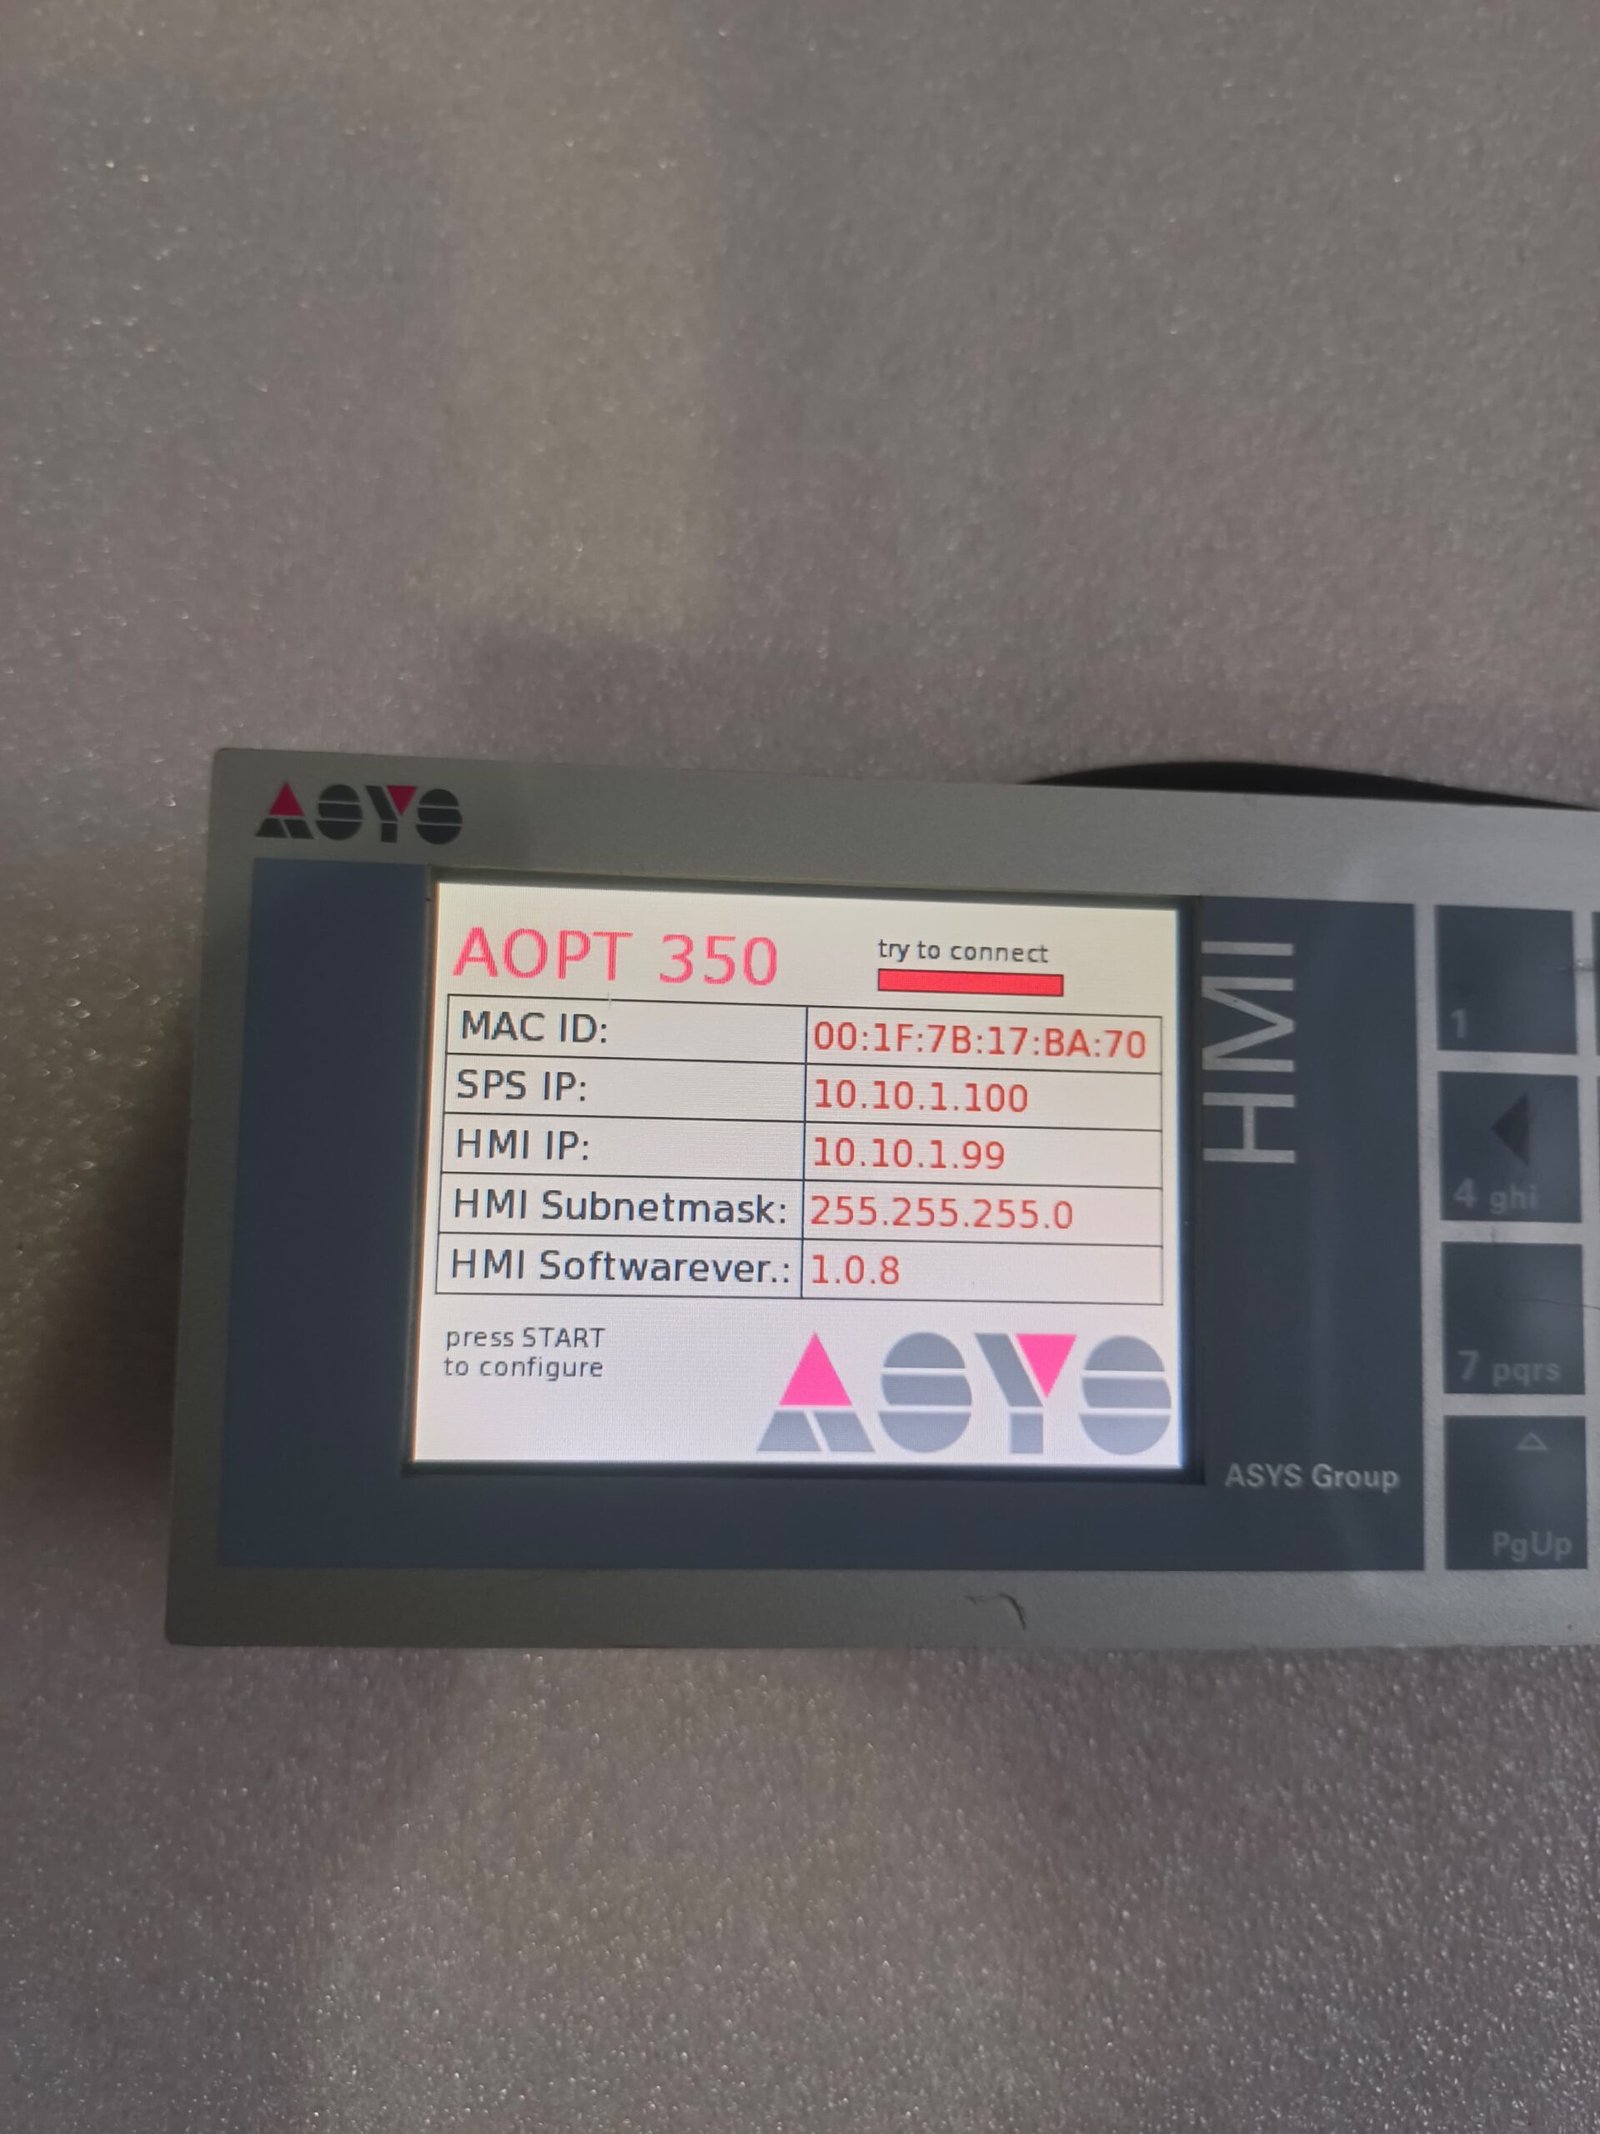 ASYS
AOPT 350
try to connect
MAC ID: 00:1F:7B:17:BA:70
SPS IP: 10.10.1.100
HMI IP: 10.10.1.99
HMI Subnetmask: 255.255.255.0
HMI Softwarever.: 1.0.8
press START
to configure
ASYS
HMI
ASYS Group
1
4 ghi
7 pqrs
PgUp